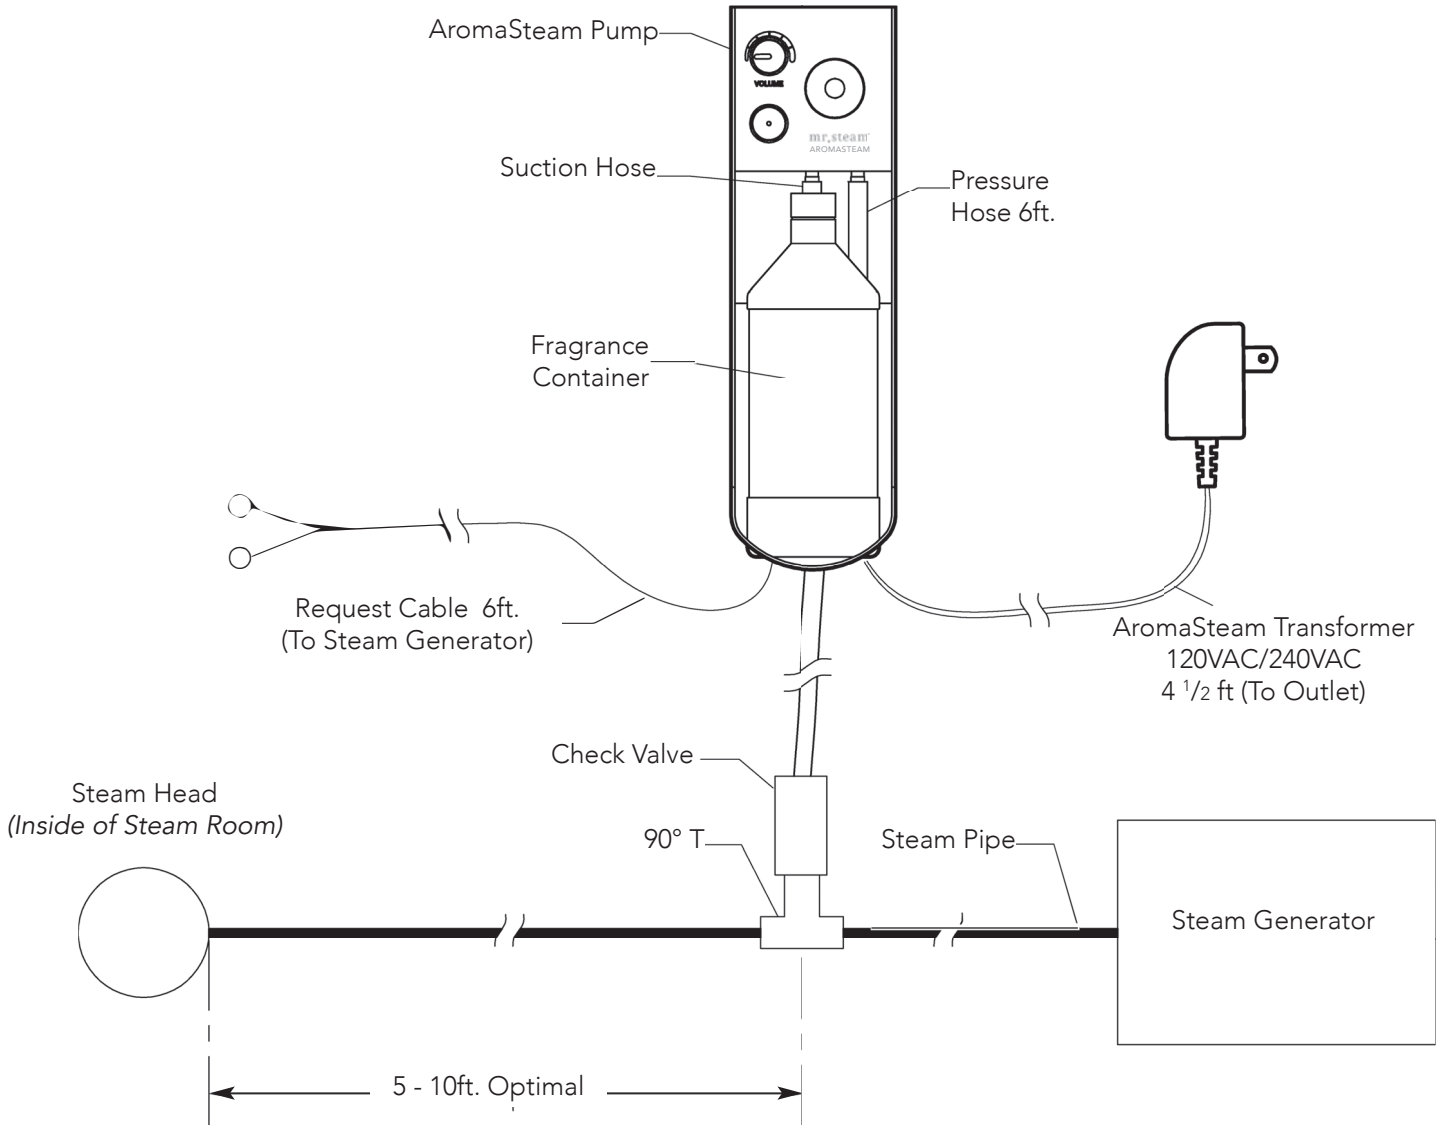 AromaSteam Pump
VOLUME
mr.steam®
AROMASTEAM
Suction Hose
Pressure
Hose 6ft.
Fragrance
Container
Request Cable 6ft.
(To Steam Generator)
AromaSteam Transformer
120VAC/240VAC
4 1/2 ft (To Outlet)
Check Valve
Steam Head
(Inside of Steam Room)
90° T
Steam Pipe
Steam Generator
5 - 10ft. Optimal